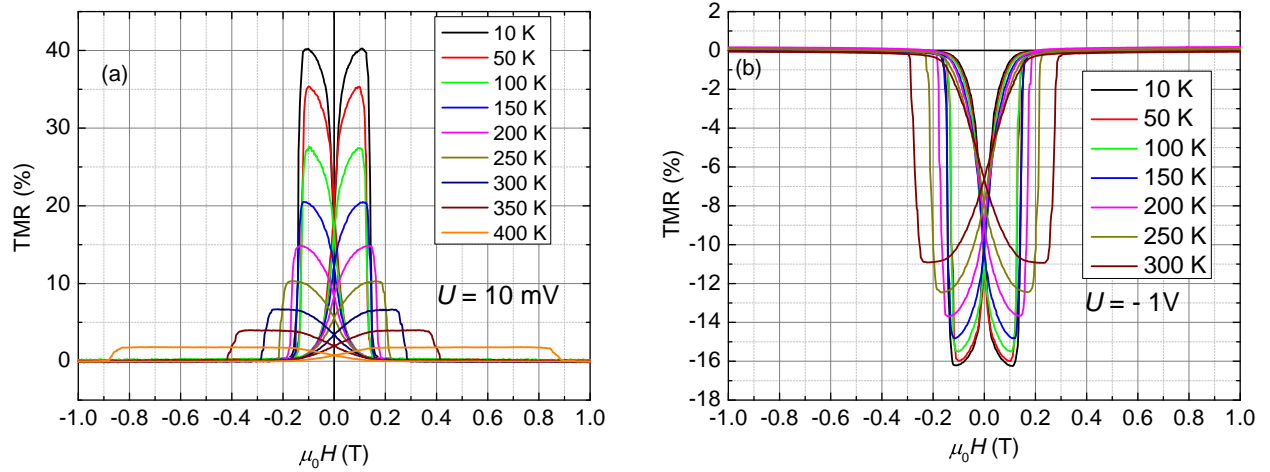 40
30
20
10
0
TMR (%)
(a)
10 K
50 K
100 K
150 K
200 K
250 K
300 K
350 K
400 K
U = 10 mV
-1.0 -0.8 -0.6 -0.4 -0.2 0.0 0.2 0.4 0.6 0.8 1.0
μ₀H (T)
2
0
-2
-4
-6
-8
-10
-12
-14
-16
-18
TMR (%)
(b)
10 K
50 K
100 K
150 K
200 K
250 K
300 K
U = - 1V
-1.0 -0.8 -0.6 -0.4 -0.2 0.0 0.2 0.4 0.6 0.8 1.0
μ₀H (T)